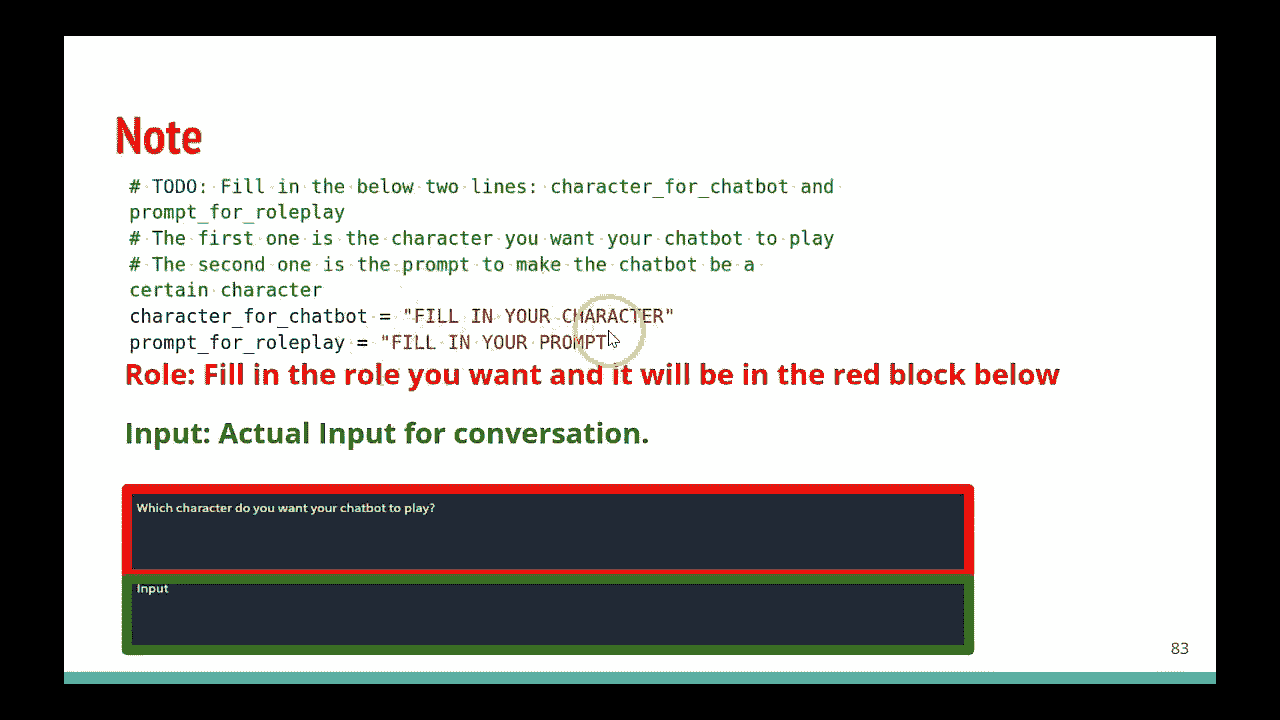 Note
# TODO: Fill in the below two lines: character_for_chatbot and
prompt_for_roleplay
# The first one is the character you want your chatbot to play
# The second one is the prompt to make the chatbot be a
certain character
character_for_chatbot = "FILL IN YOUR CHARACTER"
prompt_for_roleplay = "FILL IN YOUR PROMPT"
Role: Fill in the role you want and it will be in the red block below
Input: Actual Input for conversation.
Which character do you want your chatbot to play?
Input
83